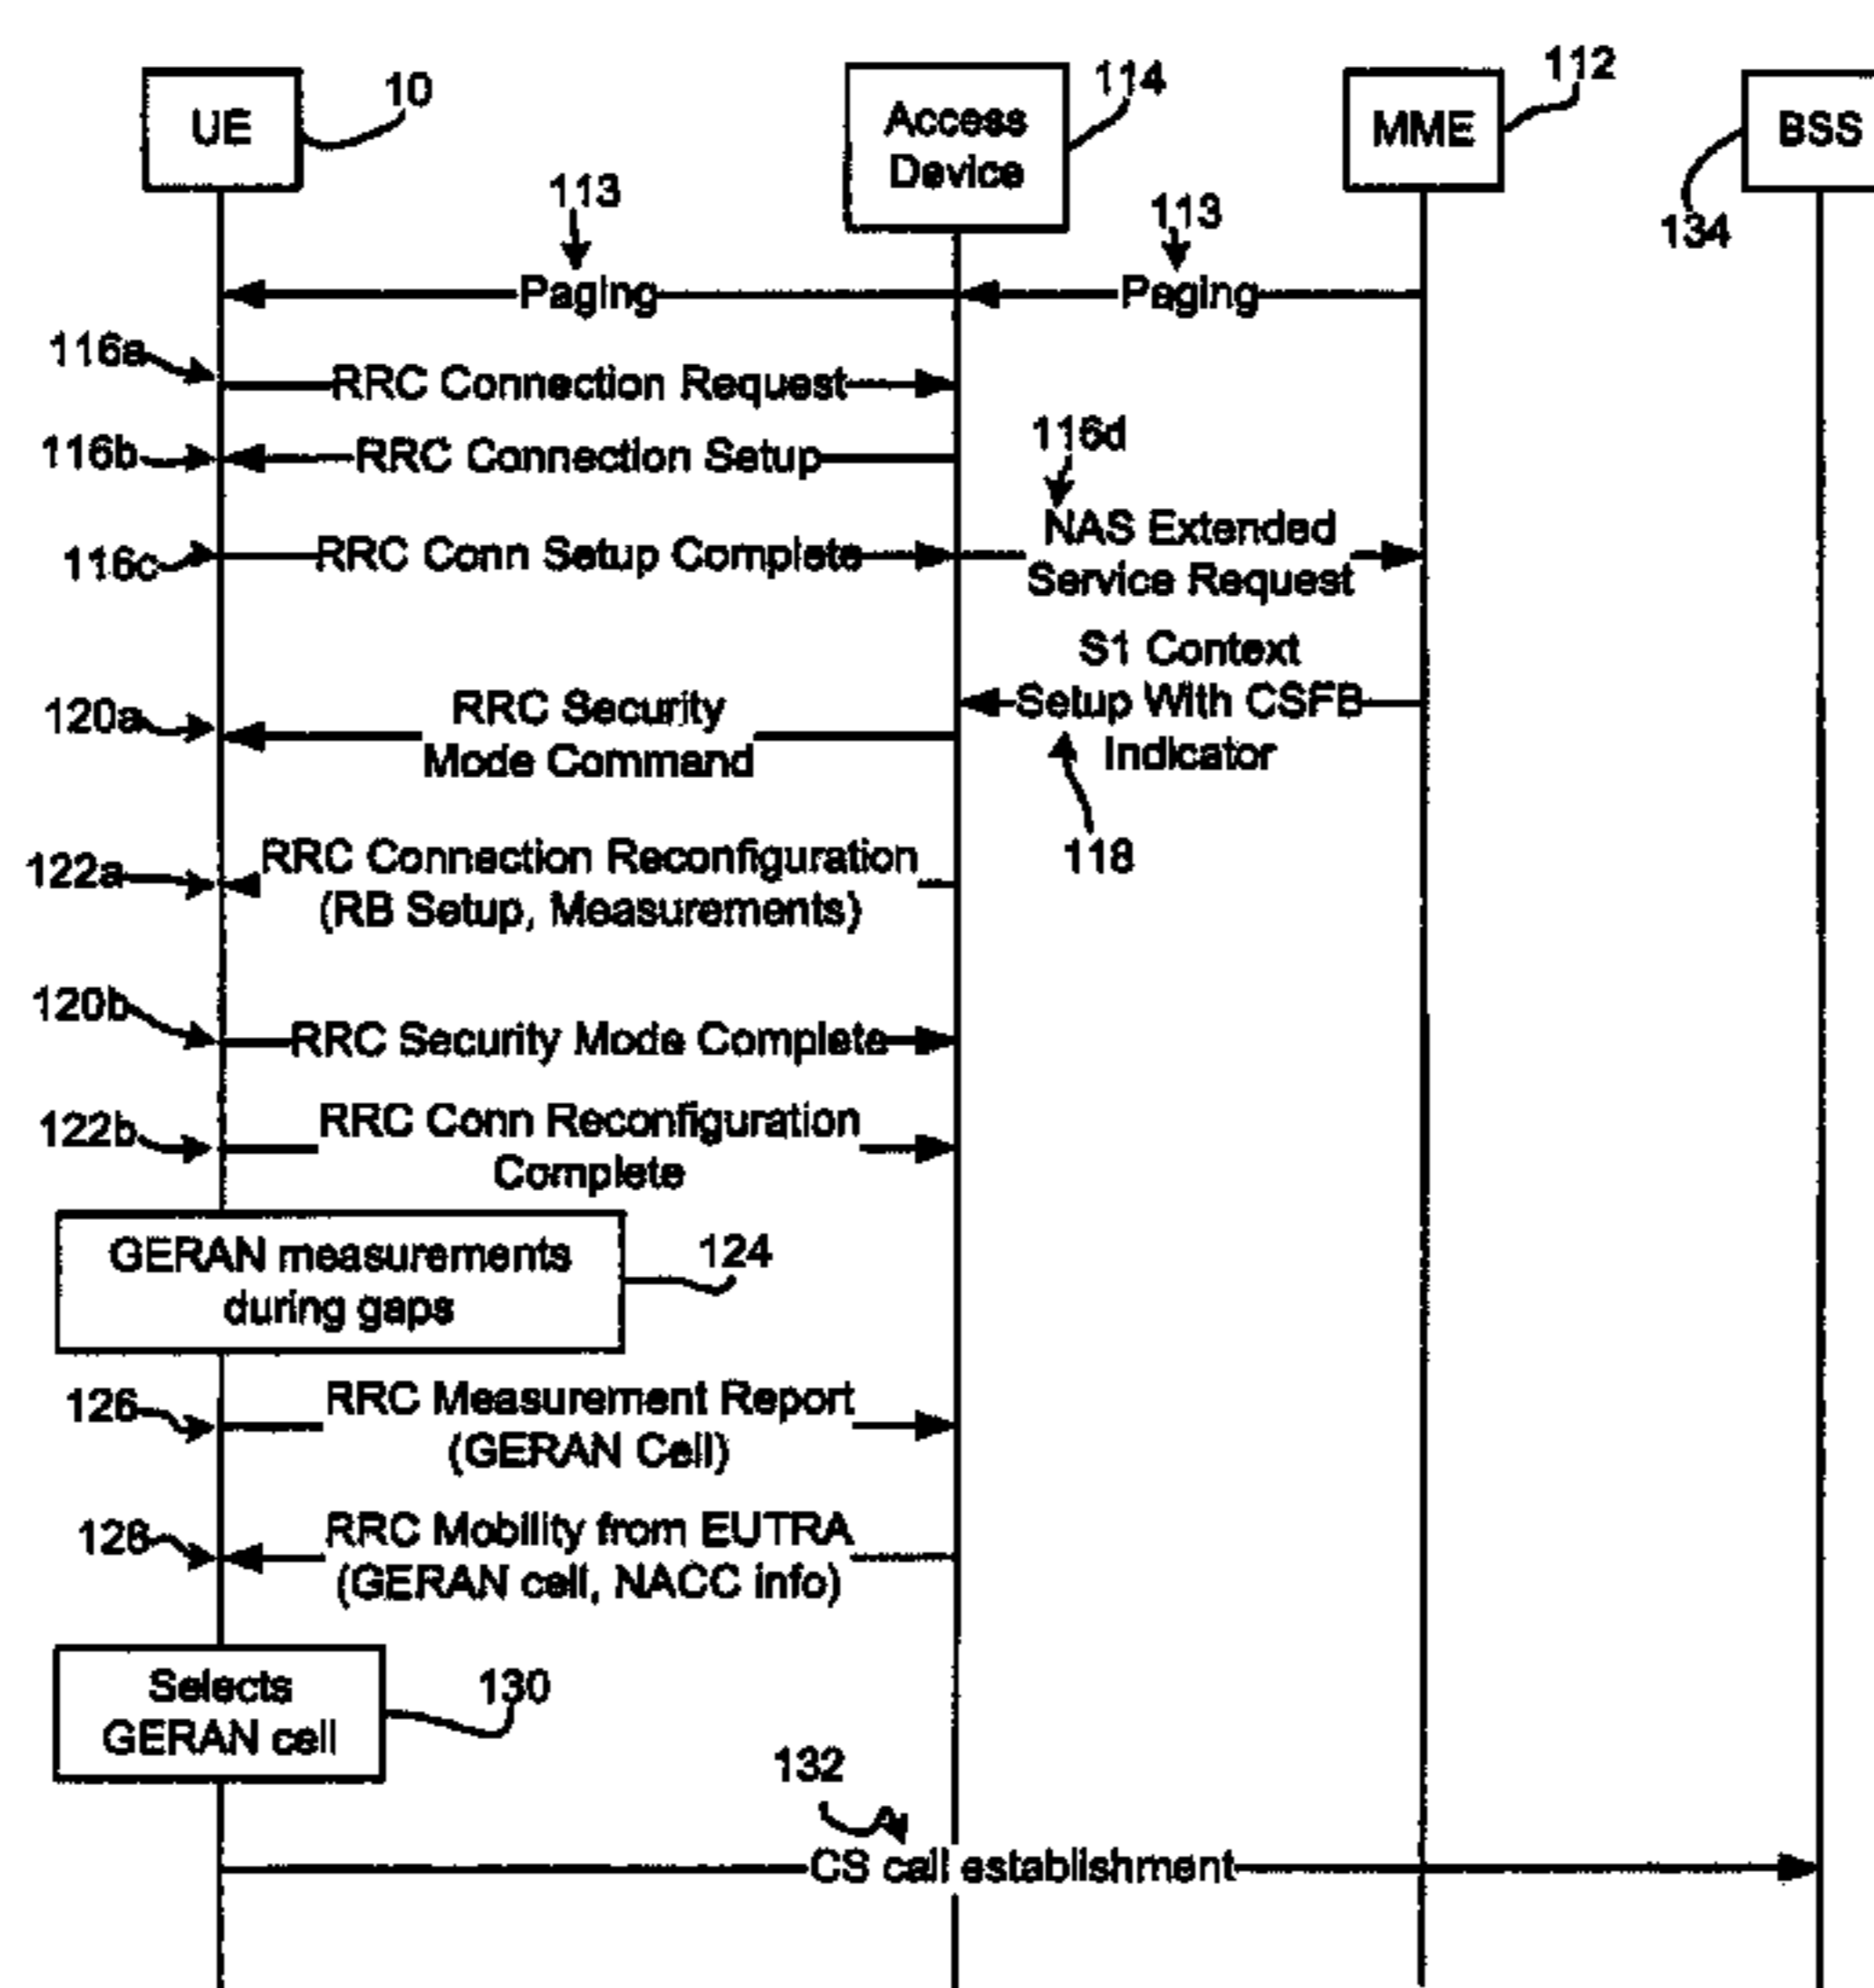 UE
10
Access
Device
114
MME
112
BSS
134
113
113
Paging
Paging
116a
RRC Connection Request
116b
RRC Connection Setup
116d
116c
RRC Conn Setup Complete
NAS Extended
Service Request
S1 Context
Setup With CSFB
Indicator
118
120a
RRC Security
Mode Command
122a
RRC Connection Reconfiguration
(RB Setup, Measurements)
120b
RRC Security Mode Complete
122b
RRC Conn Reconfiguration
Complete
GERAN measurements
during gaps
124
126
RRC Measurement Report
(GERAN Cell)
128
RRC Mobility from EUTRA
(GERAN cell, NACC info)
Selects
GERAN cell
130
132
CS call establishment